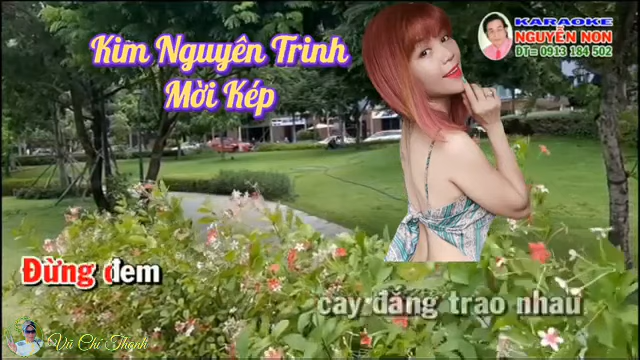 Kim Nguyên Trinh
Mời Kép
KARAOKE
NGUYỄN NON
ĐT= 0913 184 502
Đừng đem
cay đắng trao nhau
Vũ Chí Thạnh